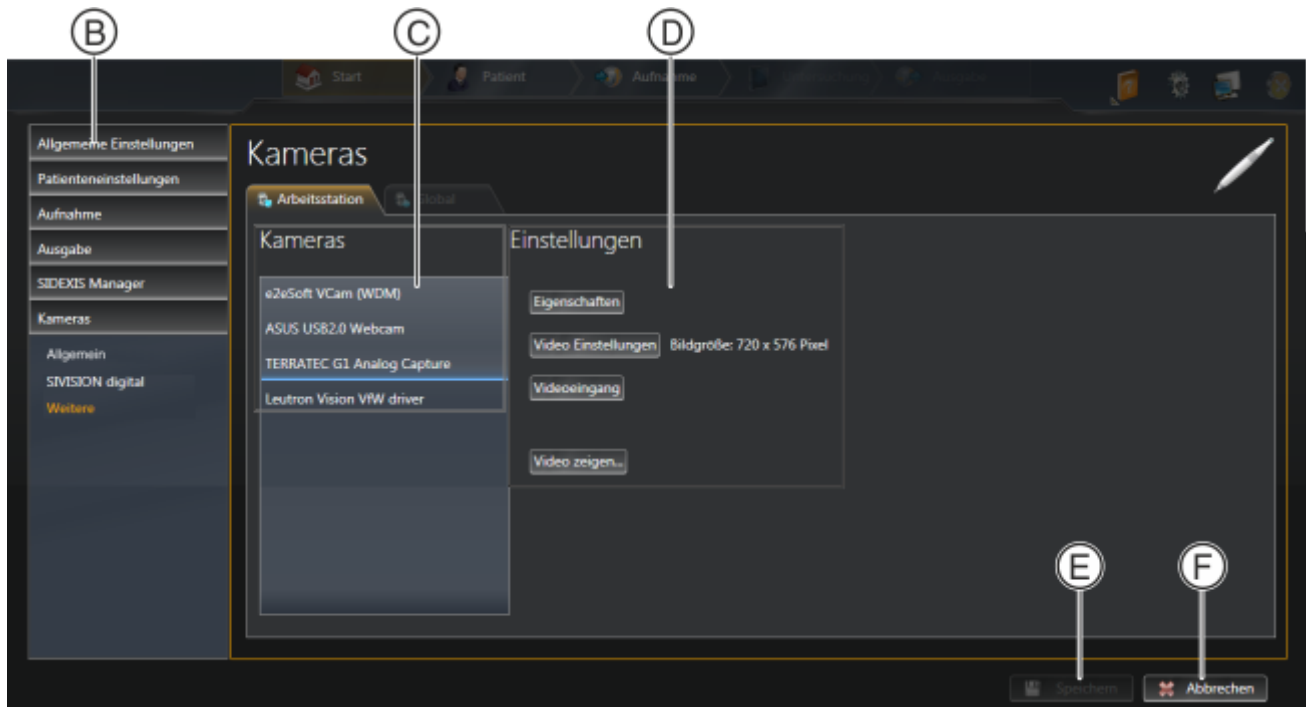 B C D
Start Patient Aufnahme
Allgemeine Einstellungen
Patienteneinstellungen
Aufnahme
Ausgabe
SIDEXIS Manager
Kameras
Allgemein
SIVISION digital
Weitere
Kameras
Arbeitsstation Global
Kameras
e2eSoft VCam (WDM)
ASUS USB2.0 Webcam
TERRATEC G1 Analog Capture
Leutron Vision VfW driver
Einstellungen
Eigenschaften
Video Einstellungen Bildgröße: 720 x 576 Pixel
Videoeingang
Video zeigen...
E F
Speichern Abbrechen